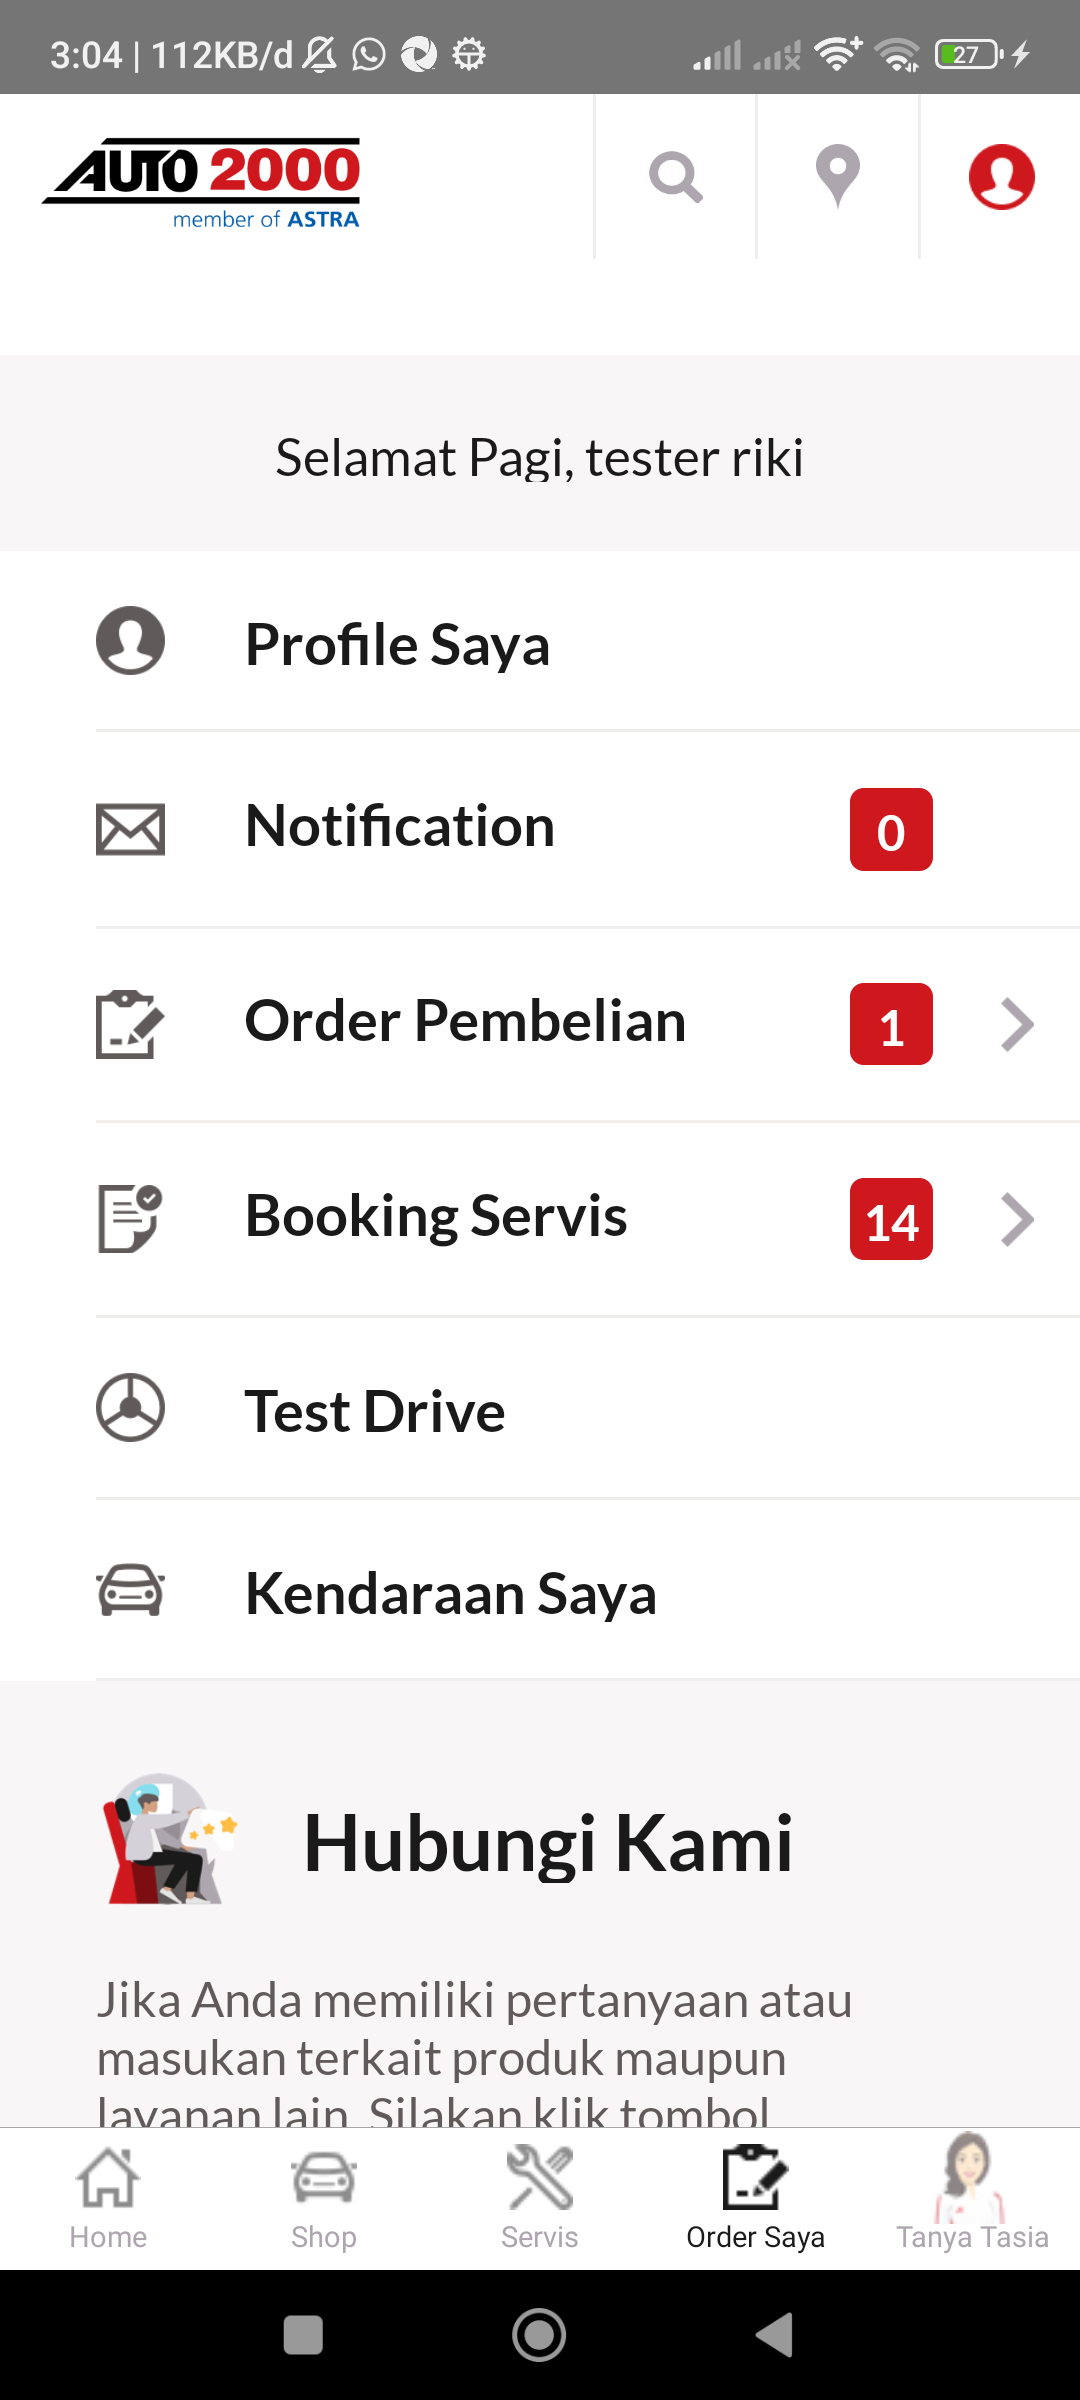 3:04 | 112KB/d
27
AUTO 2000
member of ASTRA
Selamat Pagi, tester riki
Profile Saya
Notification
0
Order Pembelian
1
Booking Servis
14
Test Drive
Kendaraan Saya
Hubungi Kami
Jika Anda memiliki pertanyaan atau
masukan terkait produk maupun
layanan lain. Silakan klik tombol
Home
Shop
Servis
Order Saya
Tanya Tasia